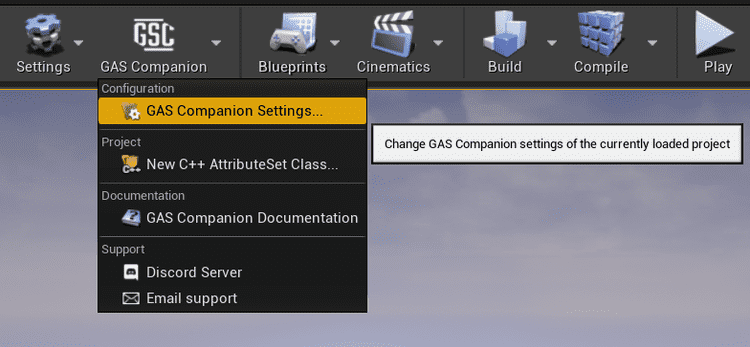 GSC
Settings
GAS Companion
Blueprints
Cinematics
Build
Compile
Play
Configuration
GAS Companion Settings...
Change GAS Companion settings of the currently loaded project
Project
New C++ AttributeSet Class...
Documentation
GAS Companion Documentation
Support
Discord Server
Email support